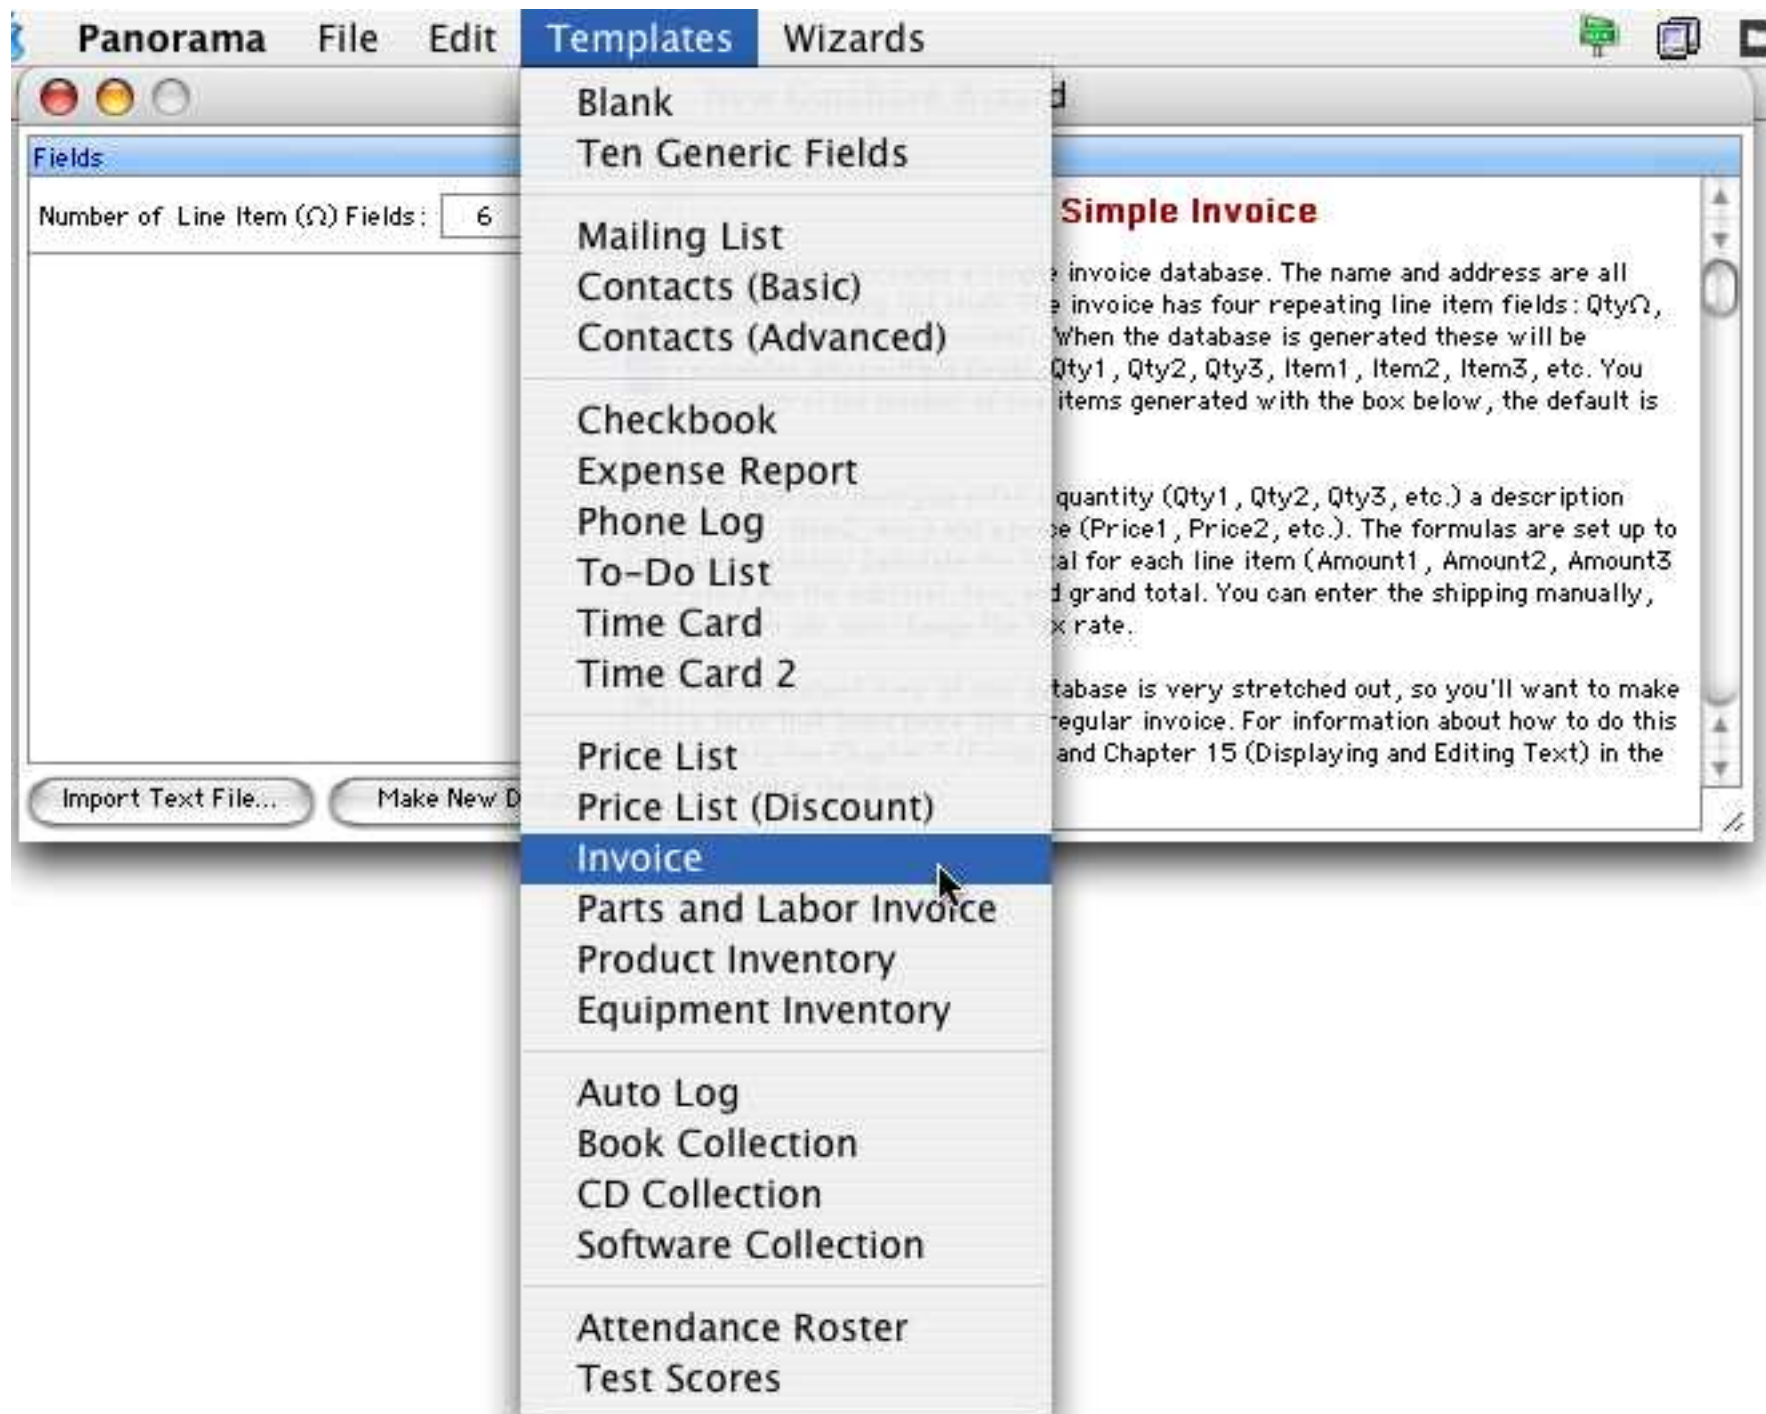 Panorama File Edit Templates Wizards
Fields
Number of Line Item (Ω) Fields: 6
Import Text File...
Make New D
Blank
Ten Generic Fields
Mailing List
Contacts (Basic)
Contacts (Advanced)
Checkbook
Expense Report
Phone Log
To-Do List
Time Card
Time Card 2
Price List
Price List (Discount)
Invoice
Parts and Labor Invoice
Product Inventory
Equipment Inventory
Auto Log
Book Collection
CD Collection
Software Collection
Attendance Roster
Test Scores
Simple Invoice
invoice database. The name and address are all
invoice has four repeating line item fields: QtyΩ,
When the database is generated these will be
Qty1, Qty2, Qty3, Item1, Item2, Item3, etc. You
items generated with the box below, the default is
quantity (Qty1, Qty2, Qty3, etc.) a description
(Price1, Price2, etc.). The formulas are set up to
for each line item (Amount1, Amount2, Amount3
grand total. You can enter the shipping manually,
rate.
is very stretched out, so you'll want to make
regular invoice. For information about how to do this
and Chapter 15 (Displaying and Editing Text) in the